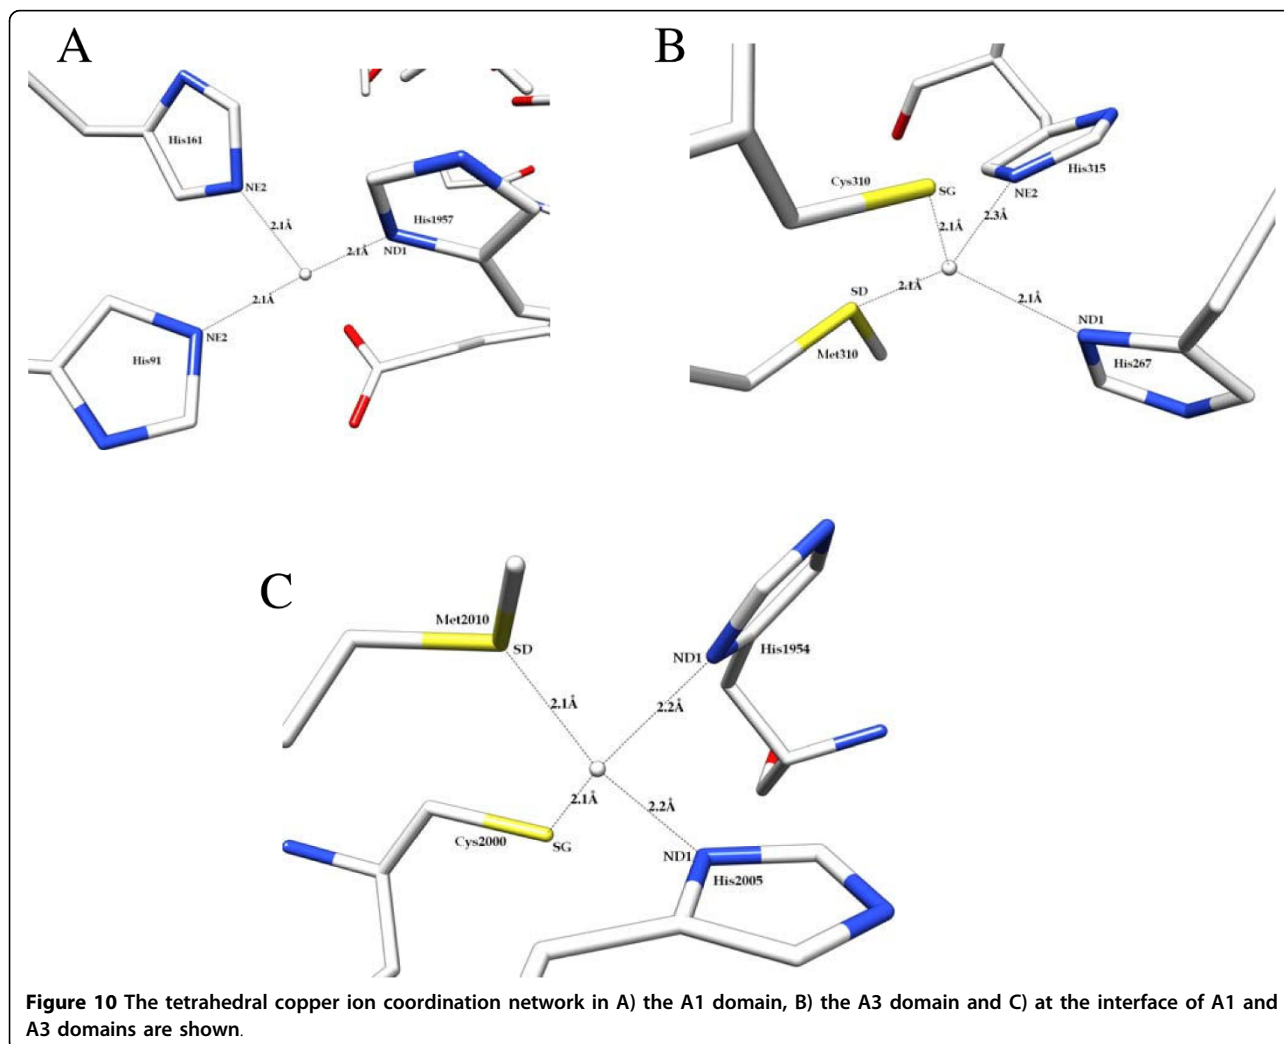 A
His161
NE2
2.1Å
His1957
2.1Å
ND1
2.1Å
NE2
His91
B
Cys310
SG
His315
NE2
2.3Å
2.1Å
2.1Å
SD
2.1Å
ND1
Met310
His267
C
Met2010
SD
His1954
ND1
2.1Å
2.2Å
2.1Å
2.2Å
Cys2000
SG
ND1
His2005
Figure 10 The tetrahedral copper ion coordination network in A) the A1 domain, B) the A3 domain and C) at the interface of A1 and
A3 domains are shown.